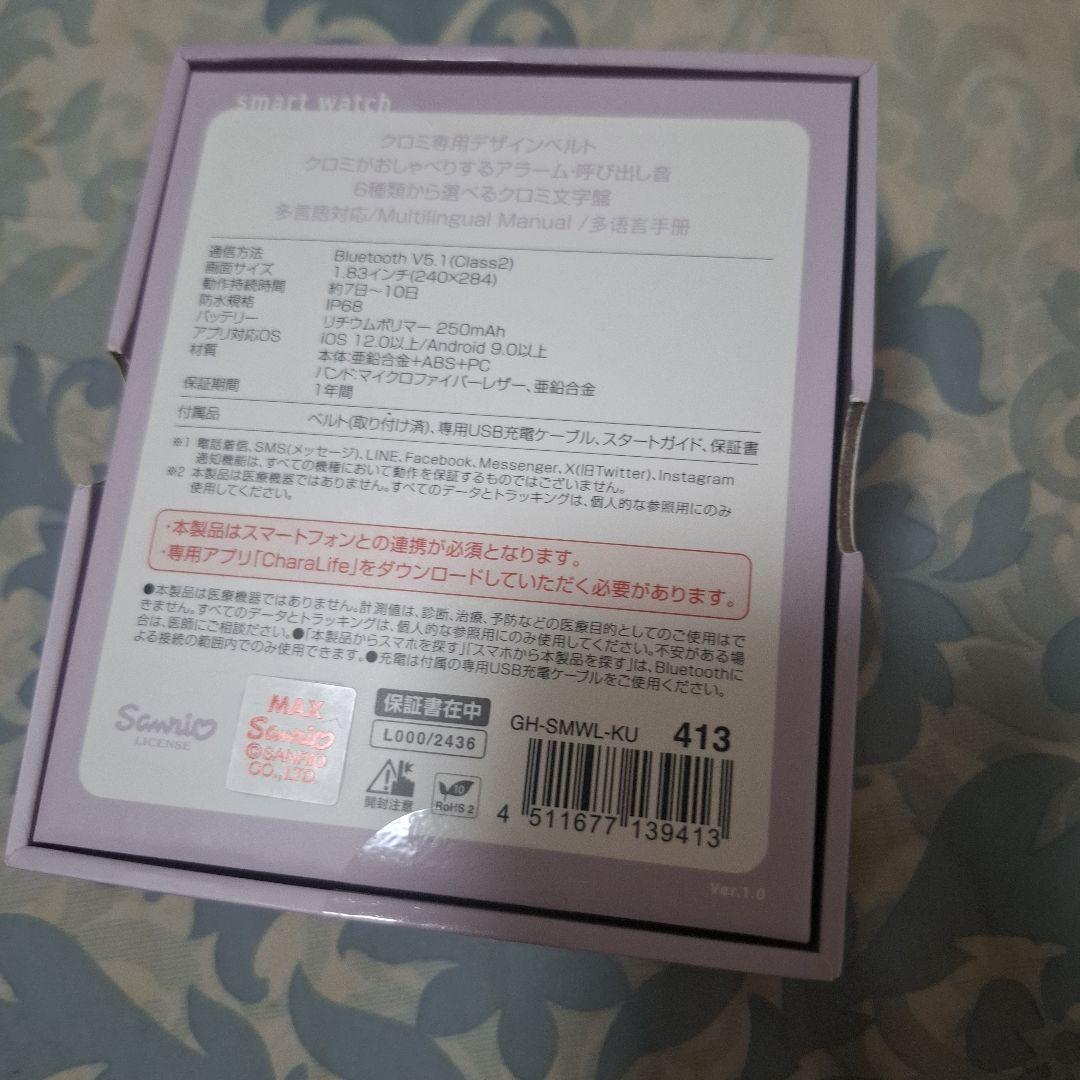 smart watch
クロミ専用デザインベルト
クロミがおしゃべりするアラーム・呼び出し音
6種類から選べるクロミ文字盤
多言語対応/Multilingual Manual /多语言手册
通信方法 Bluetooth V5.1(Class2)
画面サイズ 1.83インチ(240×284)
動作持続時間 約7日〜10日
防水規格 IP68
バッテリー リチウムポリマー 250mAh
アプリ対応OS iOS 12.0以上/Android 9.0以上
材質 本体:亜鉛合金+ABS+PC
バンド:マイクロファイバーレザー、亜鉛合金
保証期間 1年間
付属品 ベルト(取り付け済)、専用USB充電ケーブル、スタートガイド、保証書
※1 電話着信、SMS(メッセージ)、LINE、Facebook、Messenger、X(旧Twitter)、Instagram
通知機能は、すべての機種において動作を保証するものではございません。
※2 本製品は医療機器ではありません。すべてのデータとトラッキングは、個人的な参照用にのみ
使用してください。
・本製品はスマートフォンとの連携が必須となります。
・専用アプリ「CharaLife」をダウンロードしていただく必要があります。
●本製品は医療機器ではありません。計測値は、診断、治療、予防などの医療目的としてのご使用はで
きません。すべてのデータとトラッキングは、個人的な参照用にのみ使用してください。不安がある場
合は、医師にご相談ください。●「本製品からスマホを探す」「スマホから本製品を探す」は、Bluetoothに
よる接続の範囲内でのみ使用できます。●充電は付属の専用USB充電ケーブルをご使用ください。
Sanrio
LICENSE
MAX
Sanrio
©SANRIO
CO.,LTD.
保証書在中
L000/2436
開封注意
10
RoHS 2
GH-SMWL-KU 413
4 511677 139413
Ver.1.0